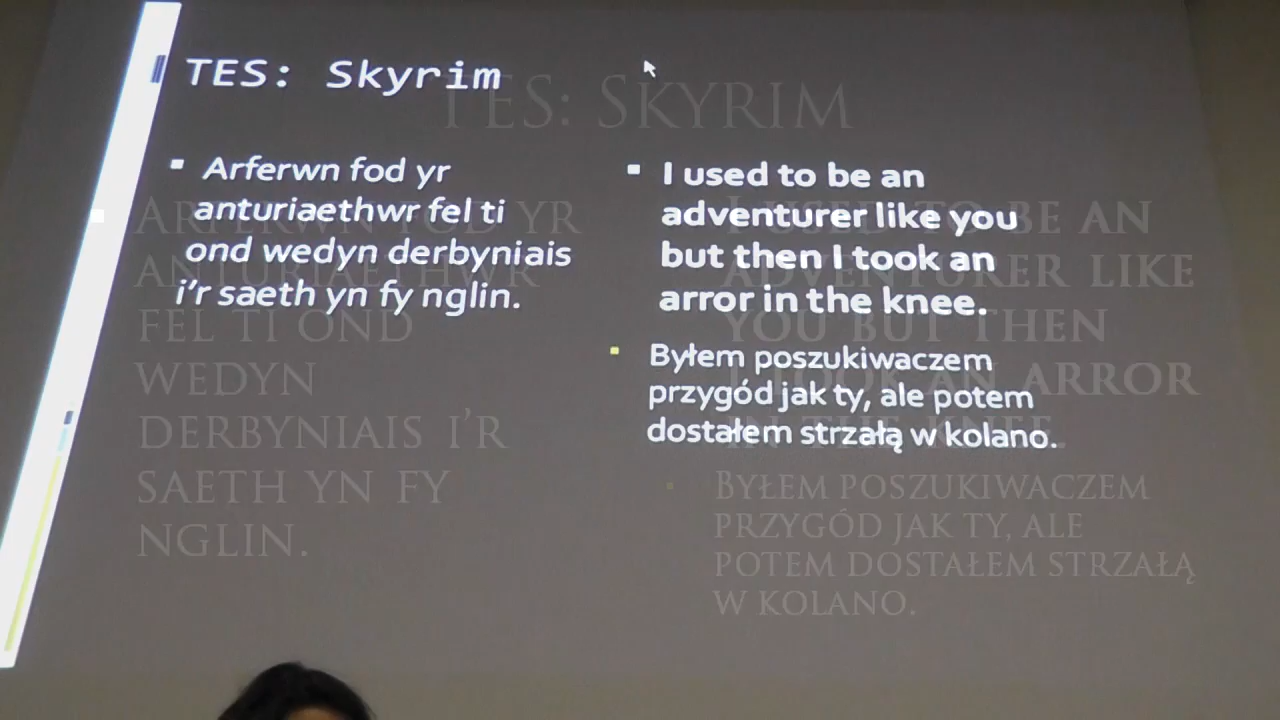 TES: Skyrim
Arferwn fod yr
anturiaethwr fel ti
ond wedyn derbyniais
i'r saeth yn fy nglin.
I used to be an
adventurer like you
but then I took an
arror in the knee.
Byłem poszukiwaczem
przygód jak ty, ale potem
dostałem strzałą w kolano.
TES: SKYRIM
ARFERWN FOD YR
ANTURIAETHWR
FEL TI OND
WEDYN
DERBYNIAIS I'R
SAETH YN FY
NGLIN.
I USED TO BE AN
ADVENTURER LIKE
YOU BUT THEN
I TOOK AN ARROR
IN THE KNEE.
BYŁEM POSZUKIWACZEM
PRZYGÓD JAK TY, ALE
POTEM DOSTAŁEM STRZAŁĄ
W KOLANO.